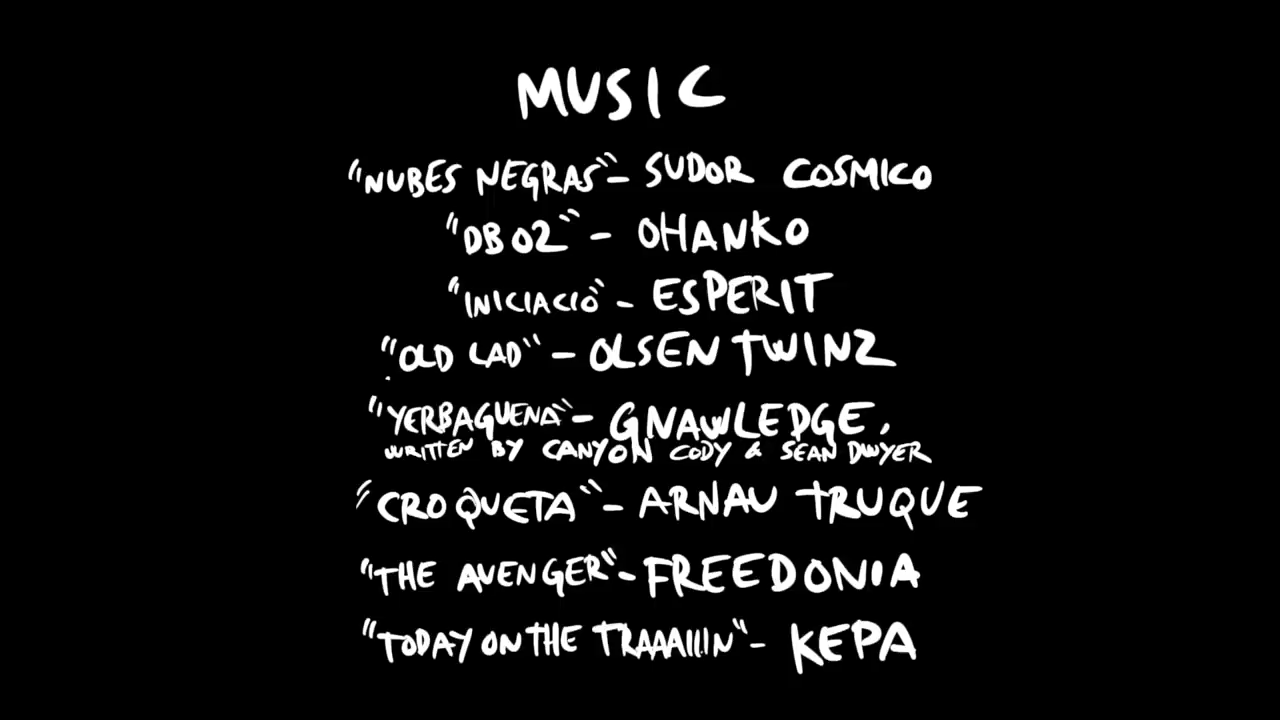 MUSIC
"NUBES NEGRAS" - SUDOR COSMICO
"DB02" - OHANKO
"INICIACIÓ" - ESPERIT
"OLD LAD" - OLSEN TWINZ
"YERBAGUENA" - GNAWLEDGE,
WRITTEN BY CANYON CODY & SEAN DWYER
"CROQUETA" - ARNAU TRUQUE
"THE AVENGER" - FREEDONIA
"TODAY ON THE TRAAAIIIN" - KEPA